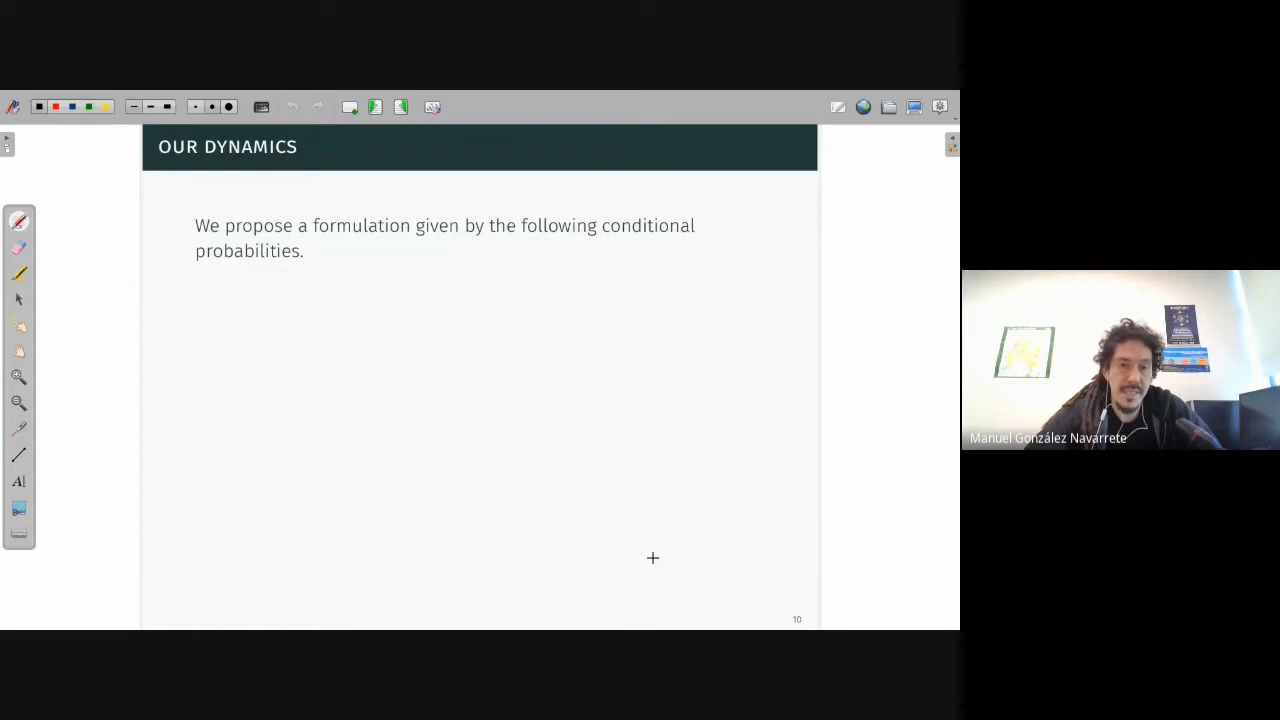 OUR DYNAMICS
We propose a formulation given by the following conditional
probabilities.
10
Manuel González Navarrete